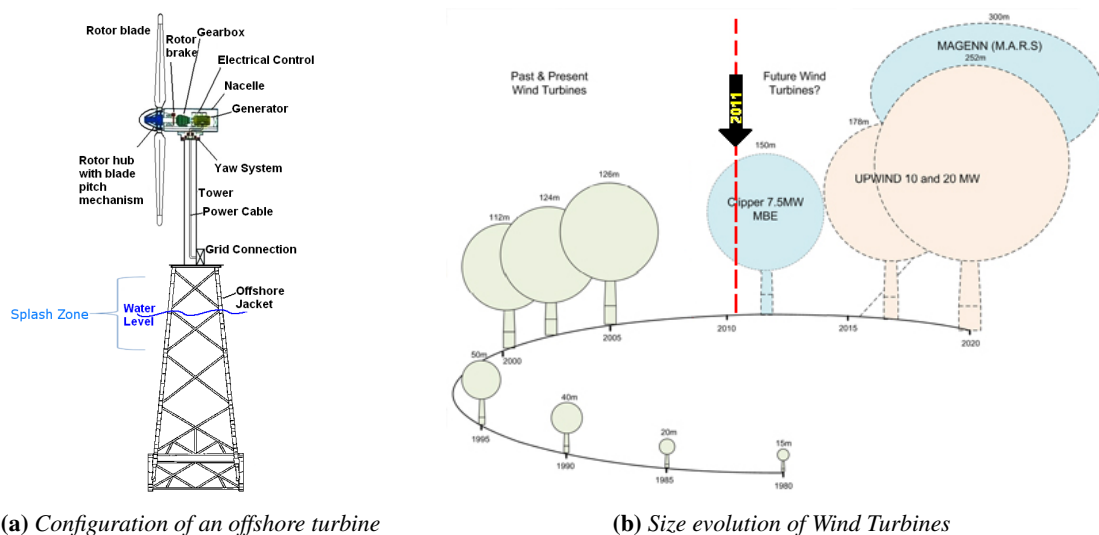 Rotor blade
Gearbox
Rotor
brake
Electrical Control
Nacelle
Generator
Rotor hub
with blade
pitch
mechanism
Yaw System
Tower
Power Cable
Grid Connection
Offshore
Jacket
Splash Zone
Water
Level
(a) Configuration of an offshore turbine
300m
MAGENN (M.A.R.S)
252m
Past & Present
Wind Turbines
Future Wind
Turbines?
2011
178m
150m
126m
124m
112m
UPWIND 10 and 20 MW
Clipper 7.5MW
MBE
2000
2005
2010
2015
2020
50m
40m
20m
15m
1995
1990
1985
1980
(b) Size evolution of Wind Turbines